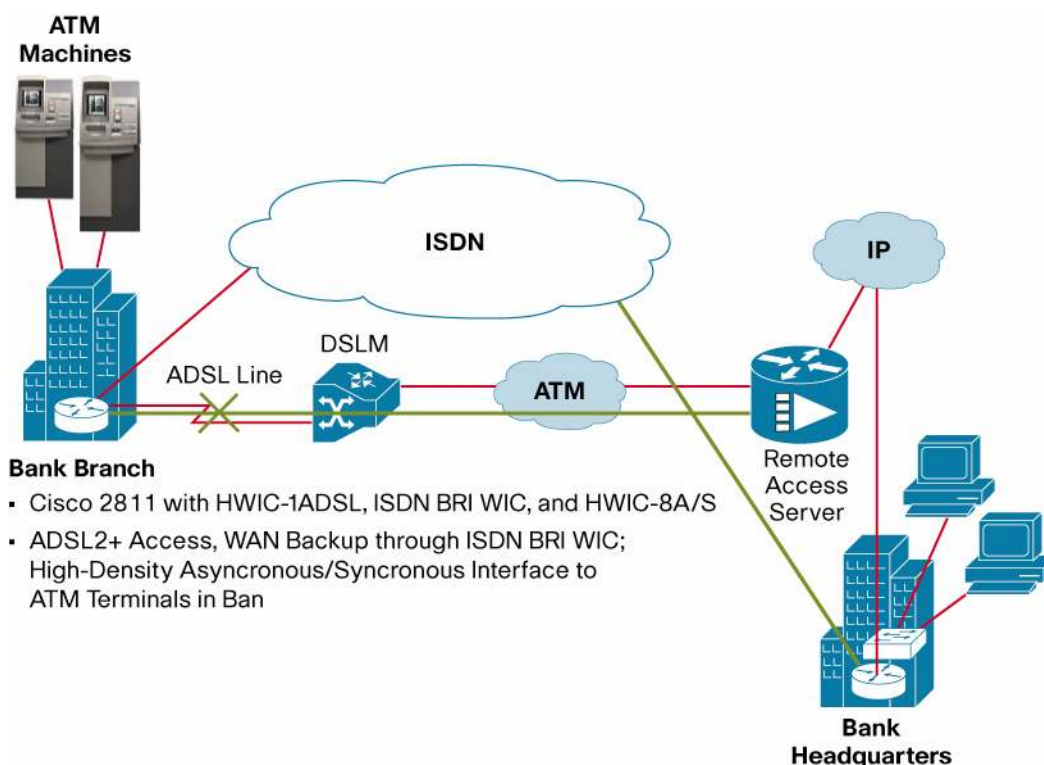 ATM
Machines
ISDN
IP
DSLM
ADSL Line
ATM
Bank Branch
▪ Cisco 2811 with HWIC-1ADSL, ISDN BRI WIC, and HWIC-8A/S
▪ ADSL2+ Access, WAN Backup through ISDN BRI WIC;
High-Density Asyncronous/Syncronous Interface to
ATM Terminals in Ban
Remote
Access
Server
Bank
Headquarters